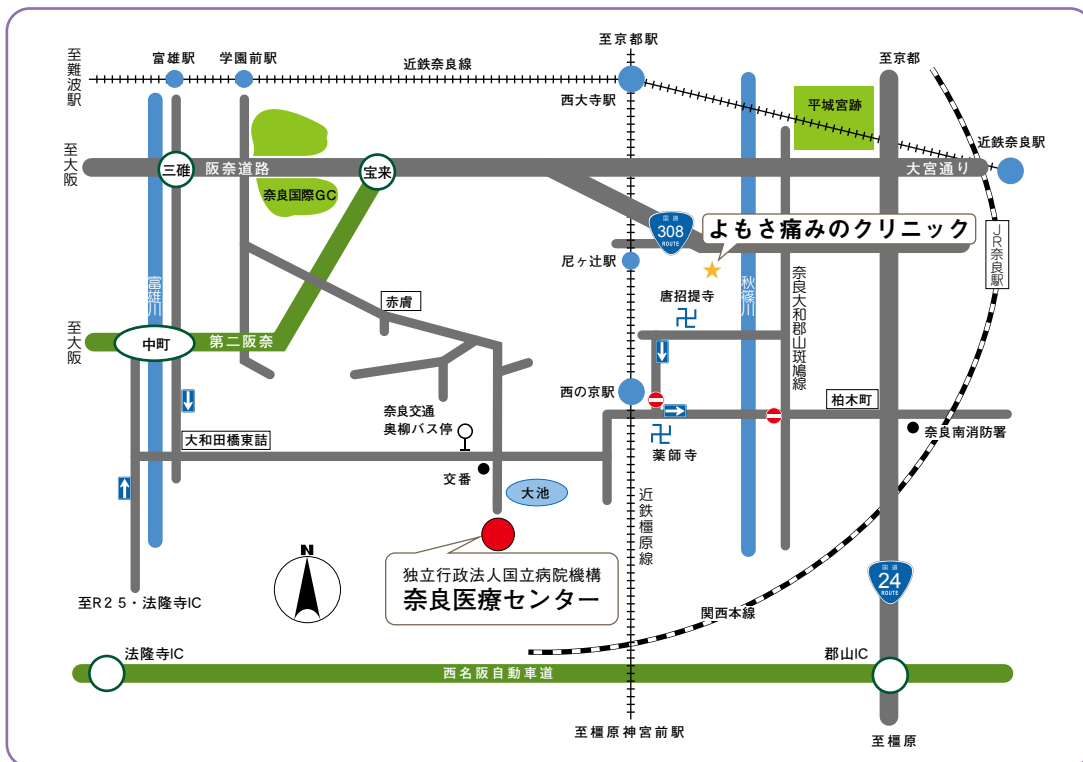 至難波駅
富雄駅
学園前駅
近鉄奈良線
至京都駅
西大寺駅
至京都
平城宮跡
近鉄奈良駅
至大阪
三碓
阪奈道路
宝来
大宮通り
奈良国際GC
国道
308
ROUTE
よもさ痛みのクリニック
JR奈良駅
尼ヶ辻駅
富雄川
秋篠川
奈良大和郡山斑鳩線
赤膚
唐招提寺
至大阪
中町
第二阪奈
西の京駅
柏木町
奈良交通
奥柳バス停
大和田橋東詰
薬師寺
奈良南消防署
交番
大池
近鉄橿原線
N
独立行政法人国立病院機構
奈良医療センター
国道
24
ROUTE
至R25・法隆寺IC
関西本線
法隆寺IC
西名阪自動車道
郡山IC
至橿原神宮前駅
至橿原